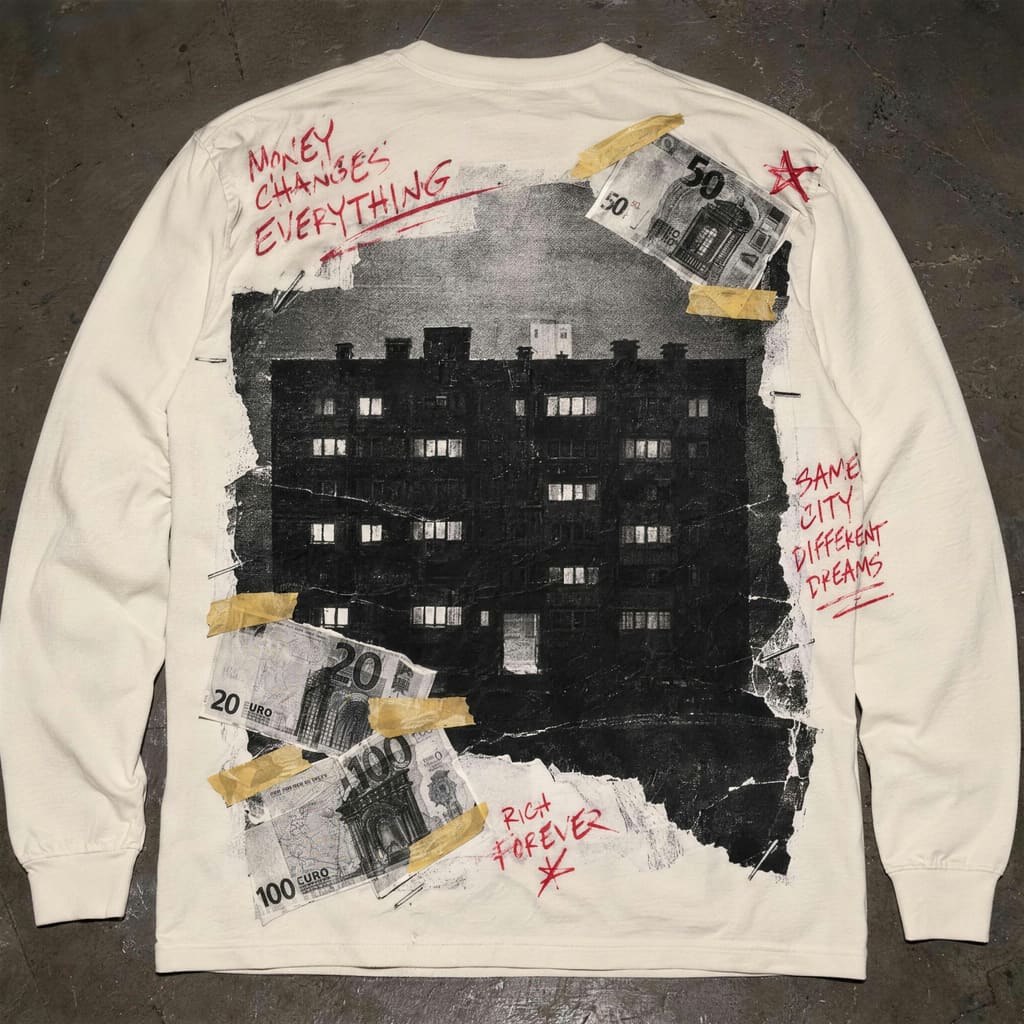 MONEY
CHANGES
EVERYTHING
50
50
SAME
CITY
DIFFERENT
DREAMS
20
20 EURO
100
100 EURO
RICH
FOREVER